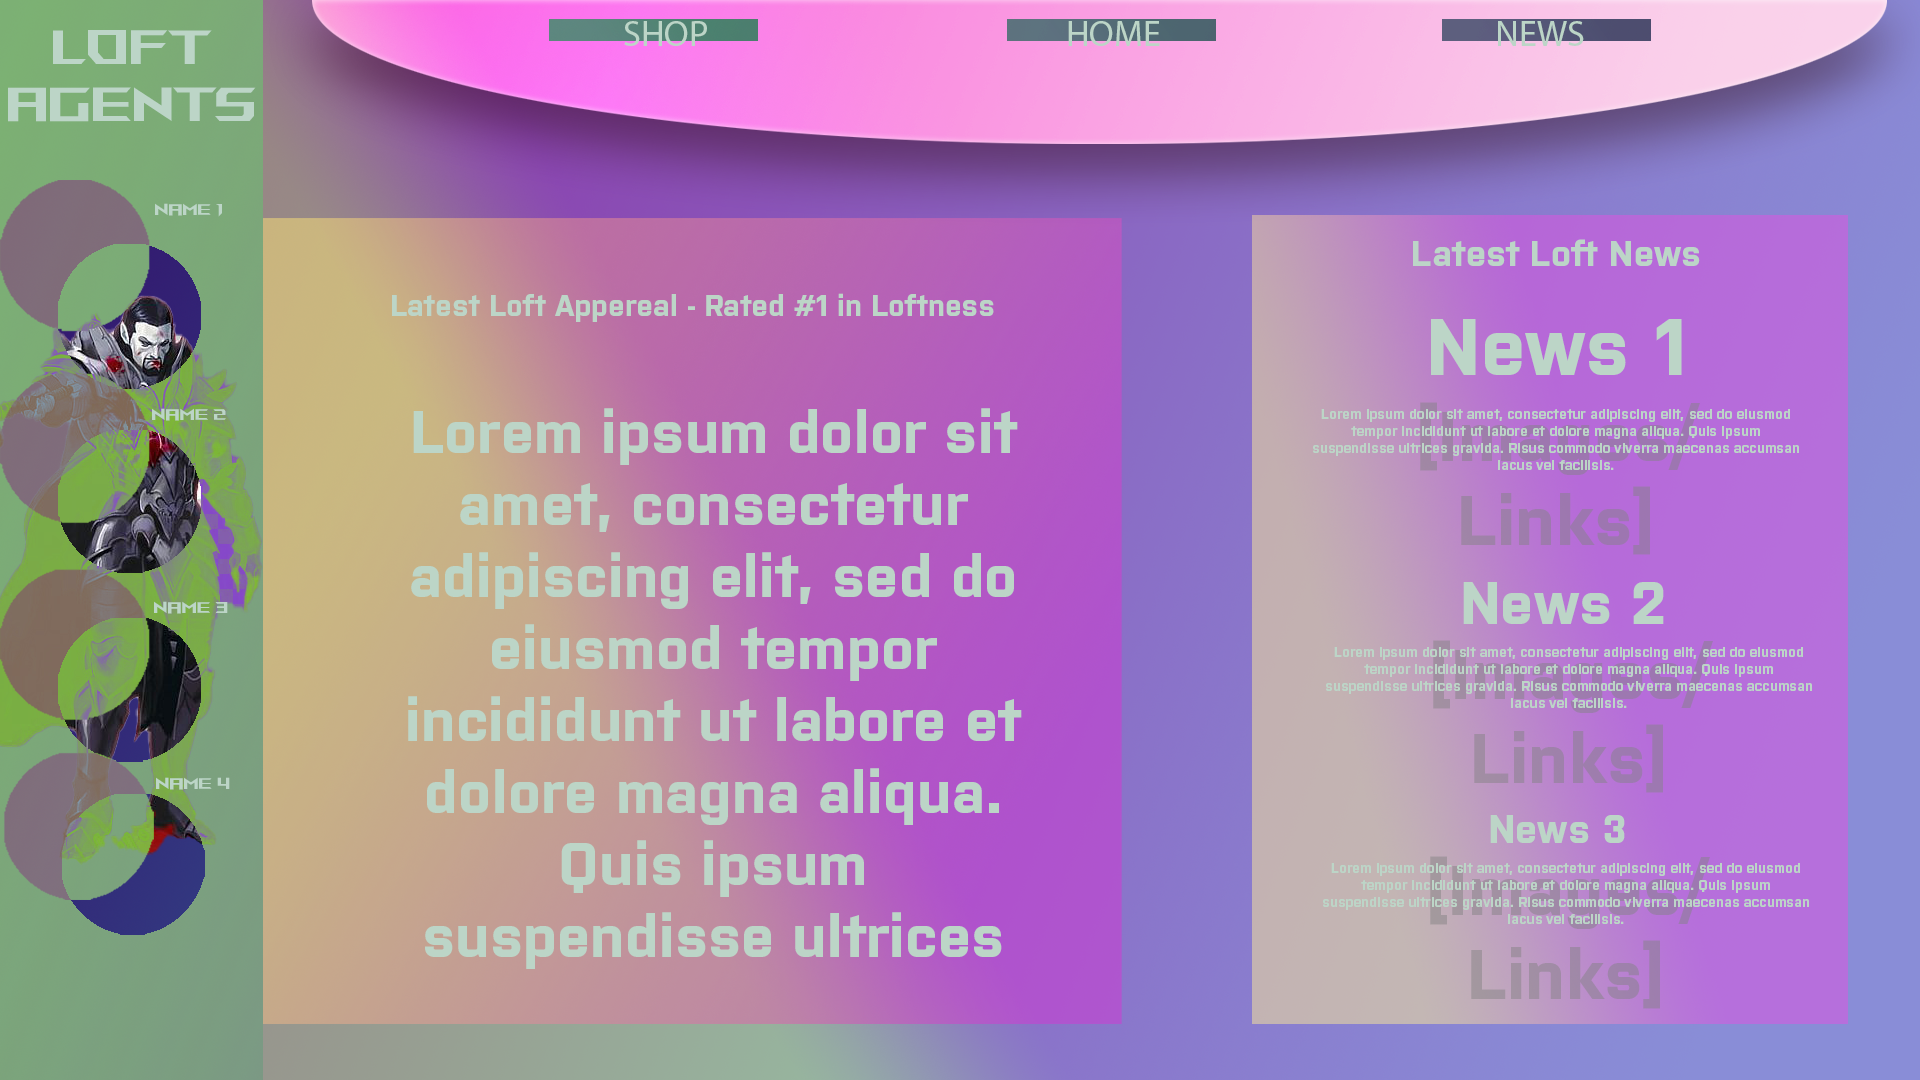 LOFT
AGENTS
SHOP
HOME
NEWS
NAME 1
NAME 2
NAME 3
NAME 4
Latest Loft Appereal - Rated #1 in Loftness
Lorem ipsum dolor sit
amet, consectetur
adipiscing elit, sed do
eiusmod tempor
incididunt ut labore et
dolore magna aliqua.
Quis ipsum
suspendisse ultrices
Latest Loft News
News 1
Lorem ipsum dolor sit amet, consectetur adipiscing elit, sed do eiusmod
tempor incididunt ut labore et dolore magna aliqua. Quis ipsum
suspendisse ultrices gravida. Risus commodo viverra maecenas accumsan
lacus vel facilisis.
[Images/
Links]
News 2
Lorem ipsum dolor sit amet, consectetur adipiscing elit, sed do eiusmod
tempor incididunt ut labore et dolore magna aliqua. Quis ipsum
suspendisse ultrices gravida. Risus commodo viverra maecenas accumsan
lacus vel facilisis.
[Images/
Links]
News 3
Lorem ipsum dolor sit amet, consectetur adipiscing elit, sed do eiusmod
tempor incididunt ut labore et dolore magna aliqua. Quis ipsum
suspendisse ultrices gravida. Risus commodo viverra maecenas accumsan
lacus vel facilisis.
[Images/
Links]